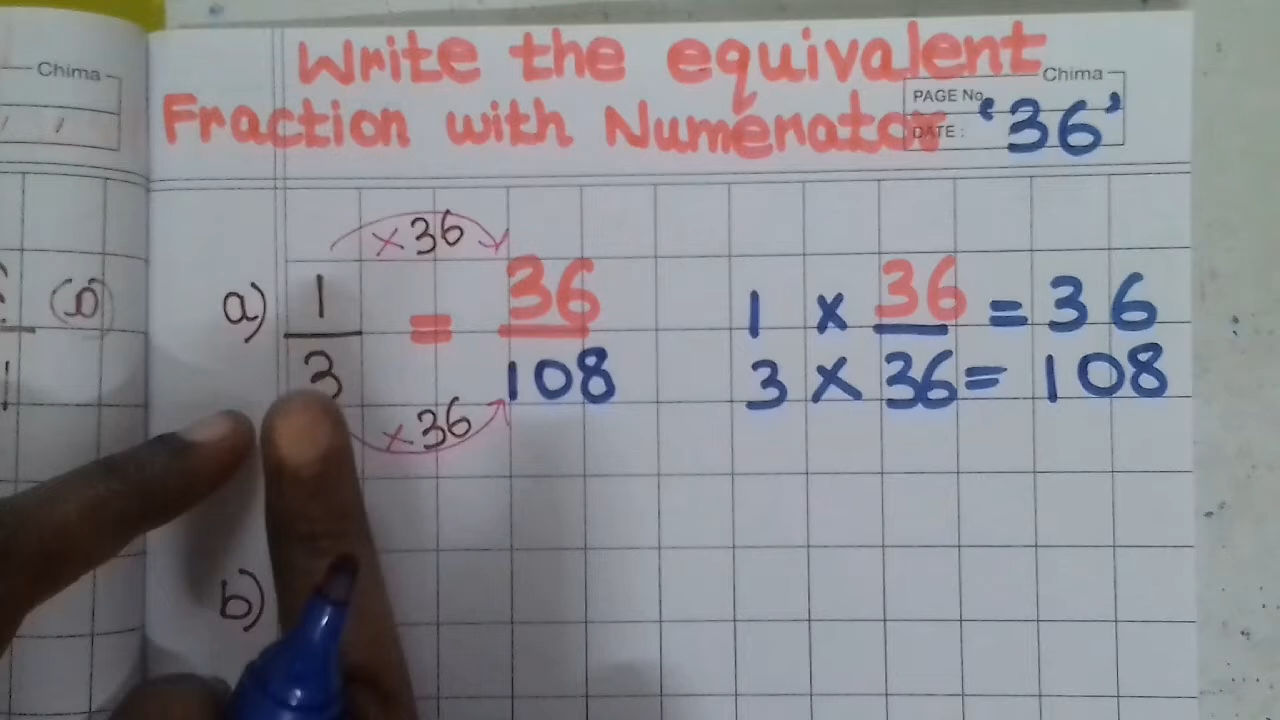 Chima
Write the equivalent
Fraction with Numerator '36'
Chima
PAGE No.
DATE :
×36
a) 1/3 = 36/108
×36
1 × 36 = 36
3 × 36 = 108
b)